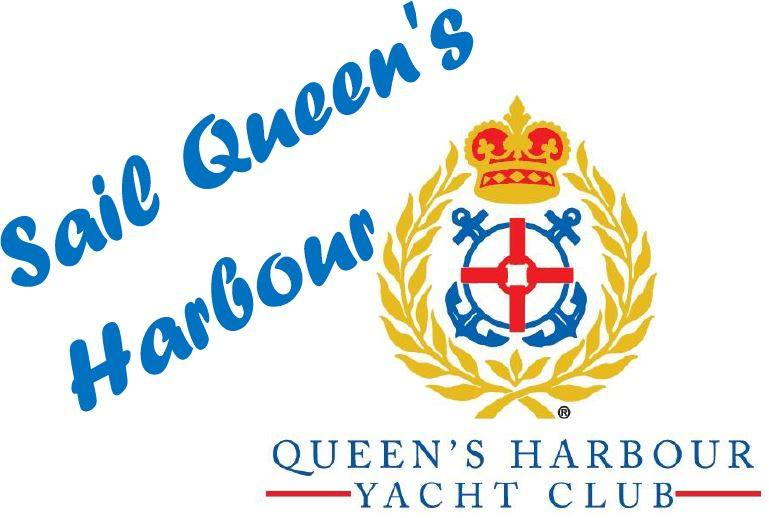 Sail Queen's
Harbour
®
QUEEN'S HARBOUR
YACHT CLUB